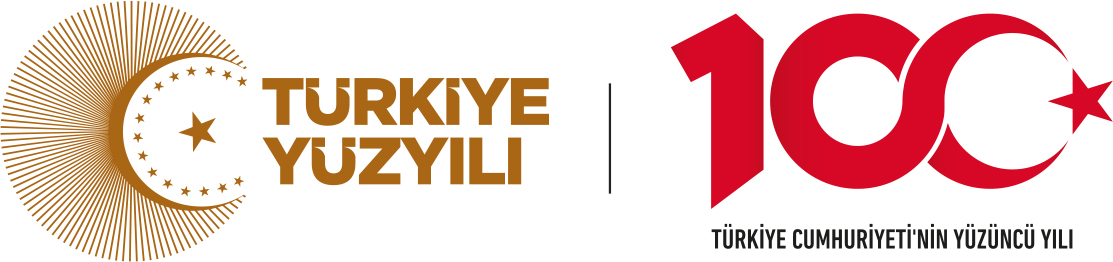 TÜRKİYE
YÜZYILI
100
TÜRKİYE CUMHURİYETİ'NİN YÜZÜNCÜ YILI